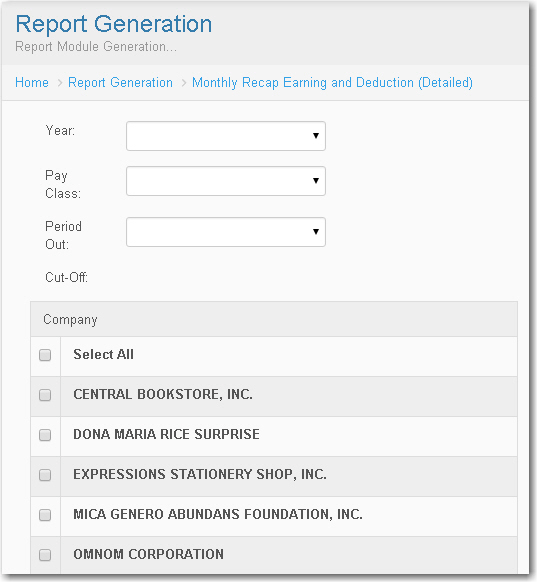 Report Generation
Report Module Generation...
Home > Report Generation > Monthly Recap Earning and Deduction (Detailed)
Year:
Pay
Class:
Period
Out:
Cut-Off:
Company
Select All
CENTRAL BOOKSTORE, INC.
DONA MARIA RICE SURPRISE
EXPRESSIONS STATIONERY SHOP, INC.
MICA GENERO ABUNDANS FOUNDATION, INC.
OMNOM CORPORATION